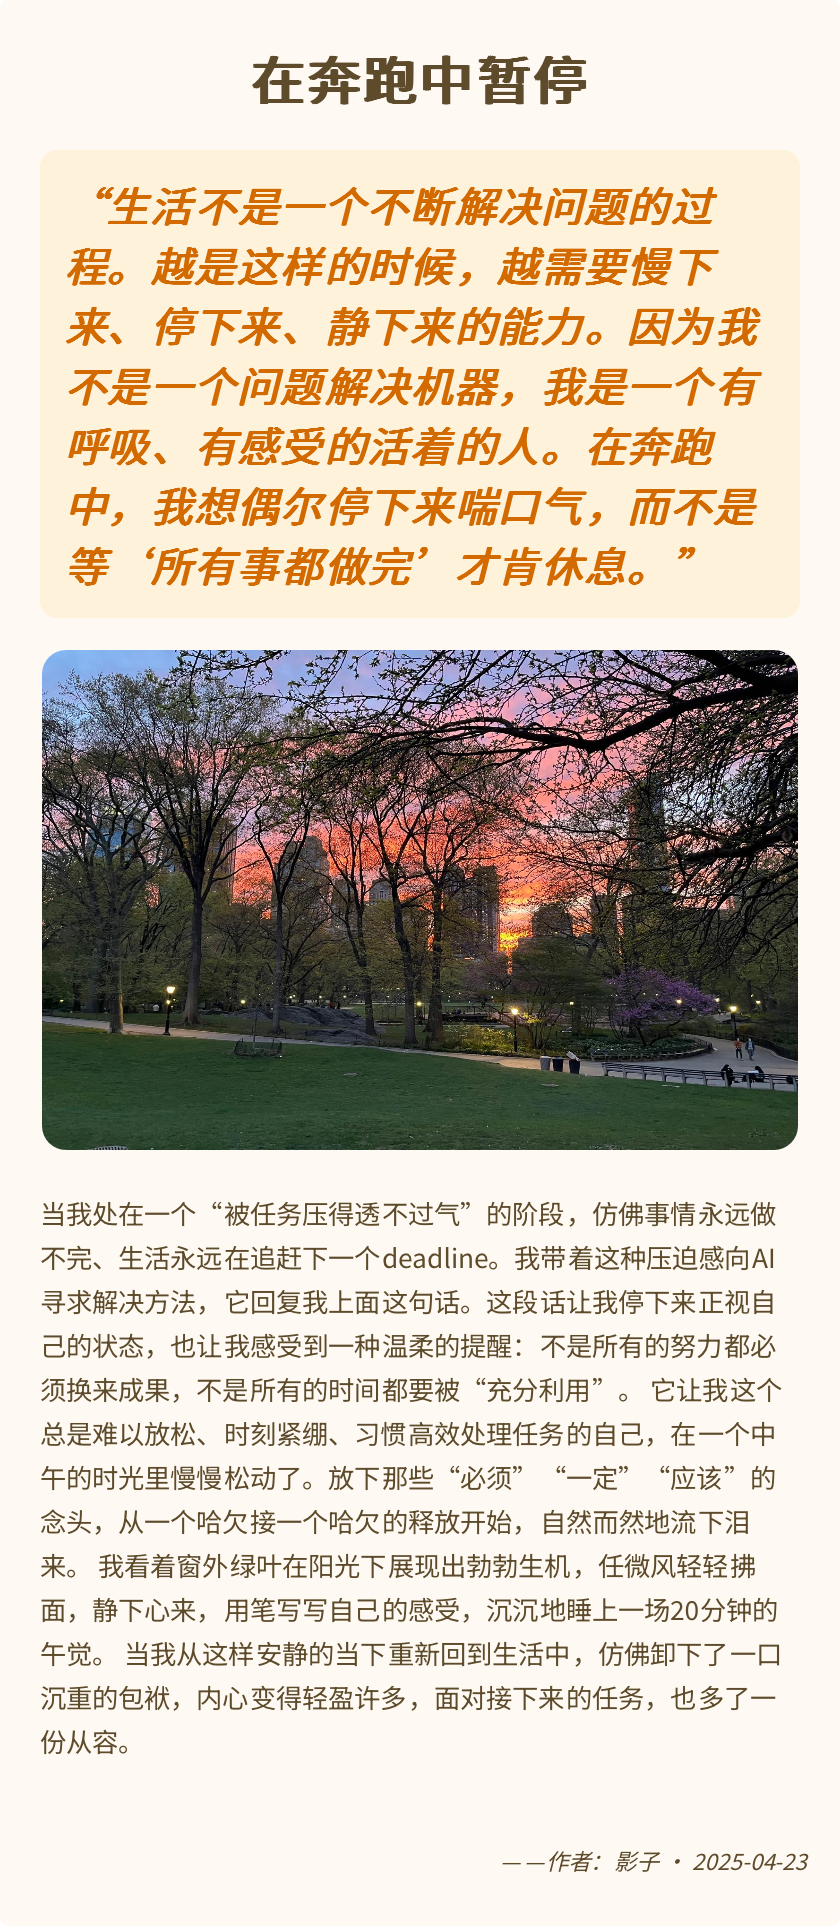 在奔跑中暂停
“生活不是一个不断解决问题的过
程。越是这样的时候，越需要慢下
来、停下来、静下来的能力。因为我
不是一个问题解决机器，我是一个有
呼吸、有感受的活着的人。在奔跑
中，我想偶尔停下来喘口气，而不是
等‘所有事都做完’才肯休息。”
当我处在一个“被任务压得透不过气”的阶段，仿佛事情永远做
不完、生活永远在追赶下一个deadline。我带着这种压迫感向AI
寻求解决方法，它回复我上面这句话。这段话让我停下来正视自
己的状态，也让我感受到一种温柔的提醒：不是所有的努力都必
须换来成果，不是所有的时间都要被“充分利用”。 它让我这个
总是难以放松、时刻紧绷、习惯高效处理任务的自己，在一个中
午的时光里慢慢松动了。放下那些“必须”“一定”“应该”的
念头，从一个哈欠接一个哈欠的释放开始，自然而然地流下泪
来。 我看着窗外绿叶在阳光下展现出勃勃生机，任微风轻轻拂
面，静下心来，用笔写写自己的感受，沉沉地睡上一场20分钟的
午觉。 当我从这样安静的当下重新回到生活中，仿佛卸下了一口
沉重的包袱，内心变得轻盈许多，面对接下来的任务，也多了一
份从容。
——作者：影子 · 2025-04-23